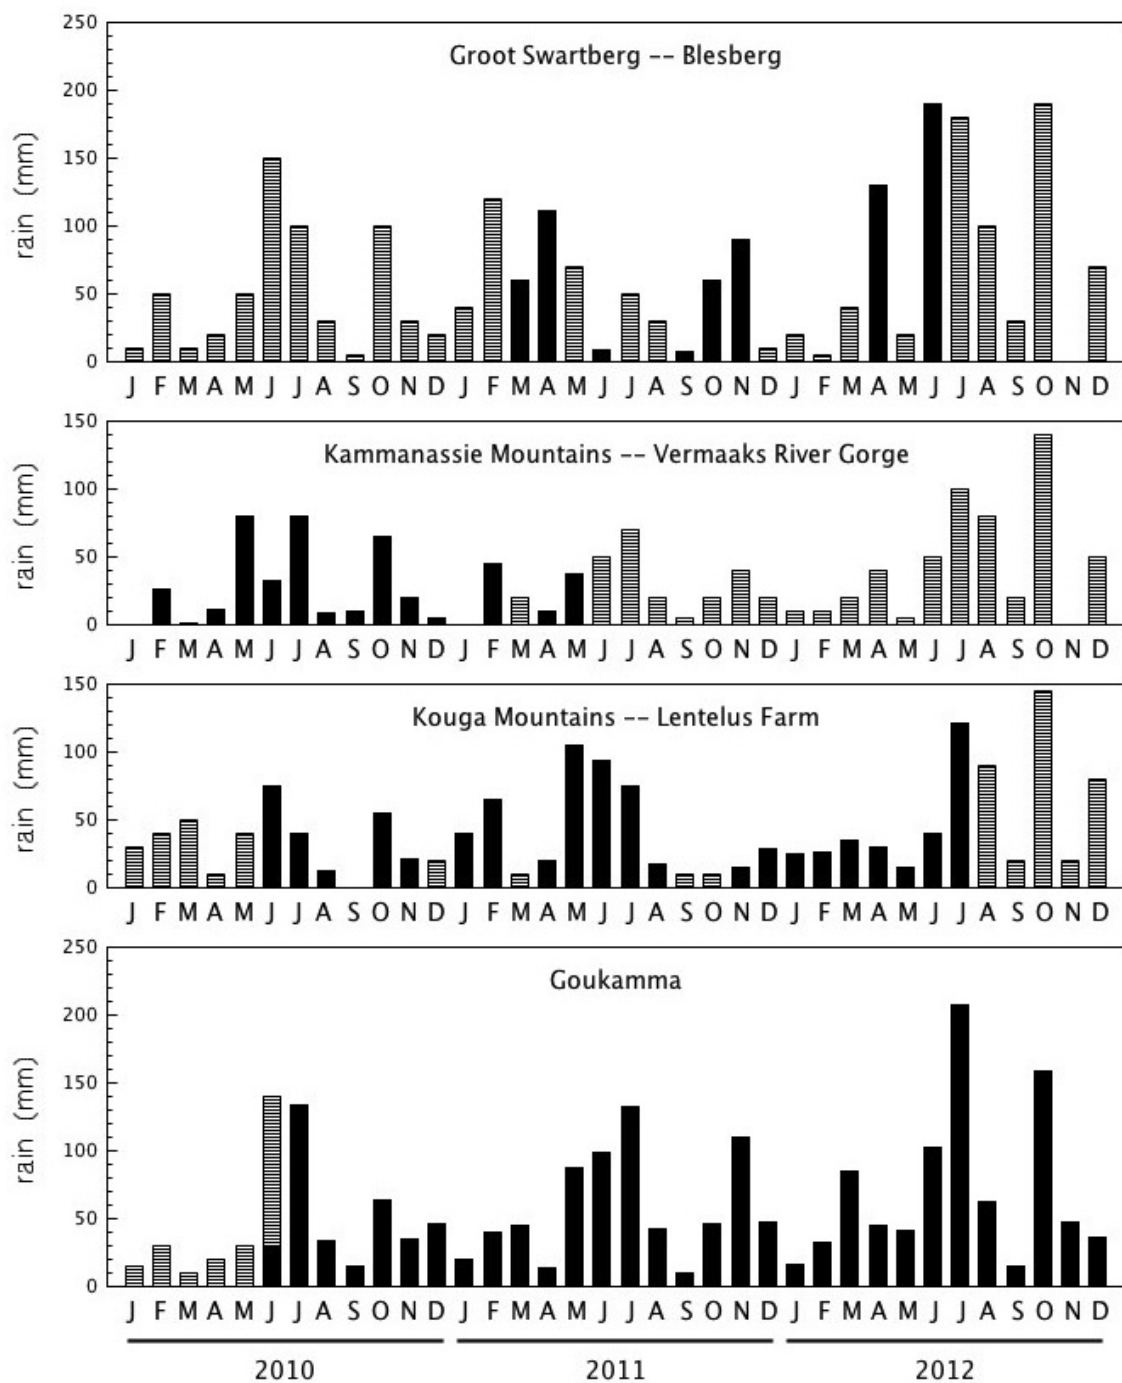 250
Groot Swartberg -- Blesberg
200
150
rain (mm)
100
50
0
J F M A M J J A S O N D J F M A M J J A S O N D J F M A M J J A S O N D
150
Kammanassie Mountains -- Vermaaks River Gorge
100
rain (mm)
50
0
J F M A M J J A S O N D J F M A M J J A S O N D J F M A M J J A S O N D
150
Kouga Mountains -- Lentelus Farm
100
rain (mm)
50
0
J F M A M J J A S O N D J F M A M J J A S O N D J F M A M J J A S O N D
250
Goukamma
200
150
rain (mm)
100
50
0
J F M A M J J A S O N D J F M A M J J A S O N D J F M A M J J A S O N D
2010 2011 2012